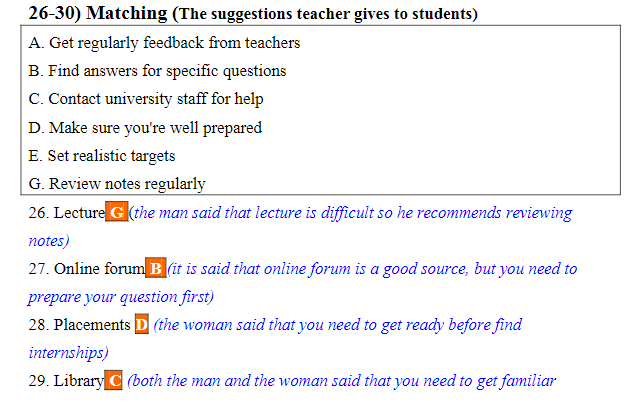 26-30) Matching (The suggestions teacher gives to students)
A. Get regularly feedback from teachers
B. Find answers for specific questions
C. Contact university staff for help
D. Make sure you're well prepared
E. Set realistic targets
G. Review notes regularly
26. Lecture G (the man said that lecture is difficult so he recommends reviewing
notes)
27. Online forum B (it is said that online forum is a good source, but you need to
prepare your question first)
28. Placements D (the woman said that you need to get ready before find
internships)
29. Library C (both the man and the woman said that you need to get familiar